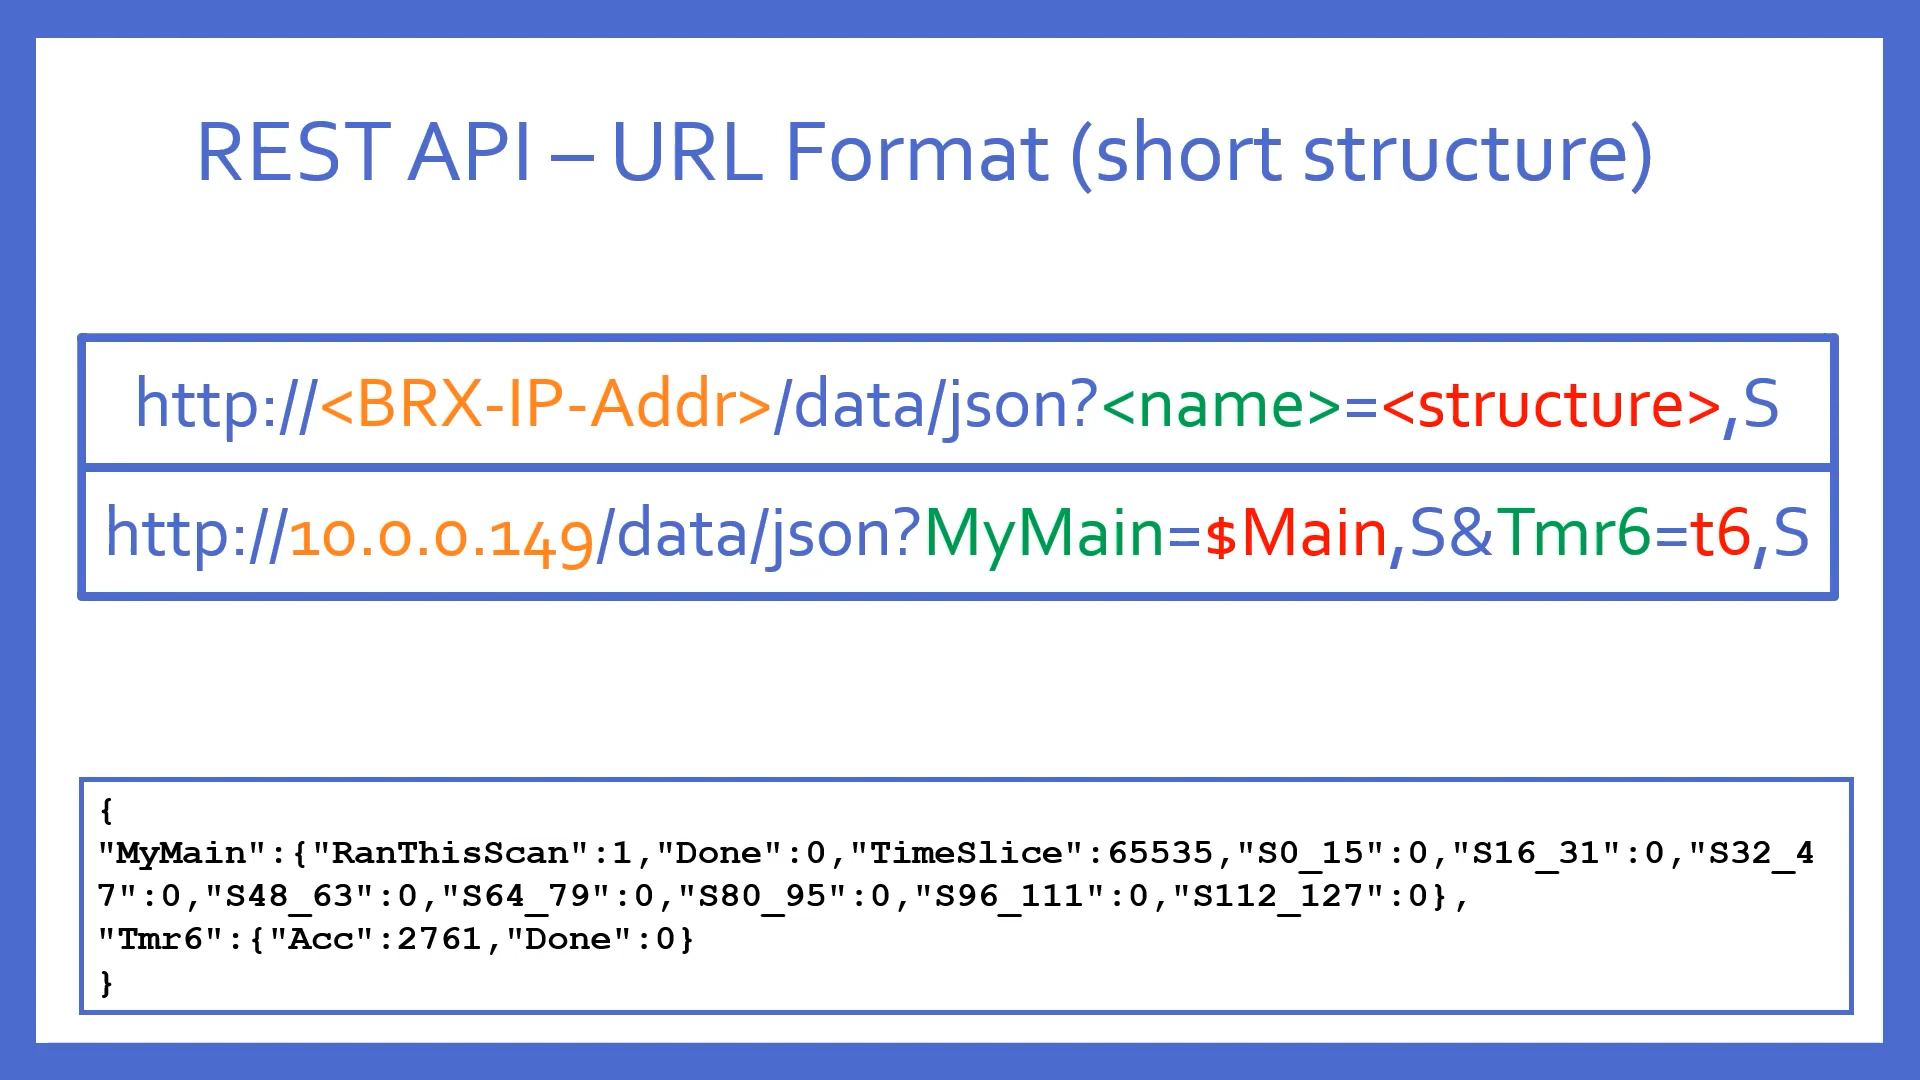 REST API – URL Format (short structure)
http://<BRX-IP-Addr>/data/json?<name>=<structure>,S
http://10.0.0.149/data/json?MyMain=$Main,S&Tmr6=t6,S
{
"MyMain":{"RanThisScan":1,"Done":0,"TimeSlice":65535,"S0_15":0,"S16_31":0,"S32_4
7":0,"S48_63":0,"S64_79":0,"S80_95":0,"S96_111":0,"S112_127":0},
"Tmr6":{"Acc":2761,"Done":0}
}